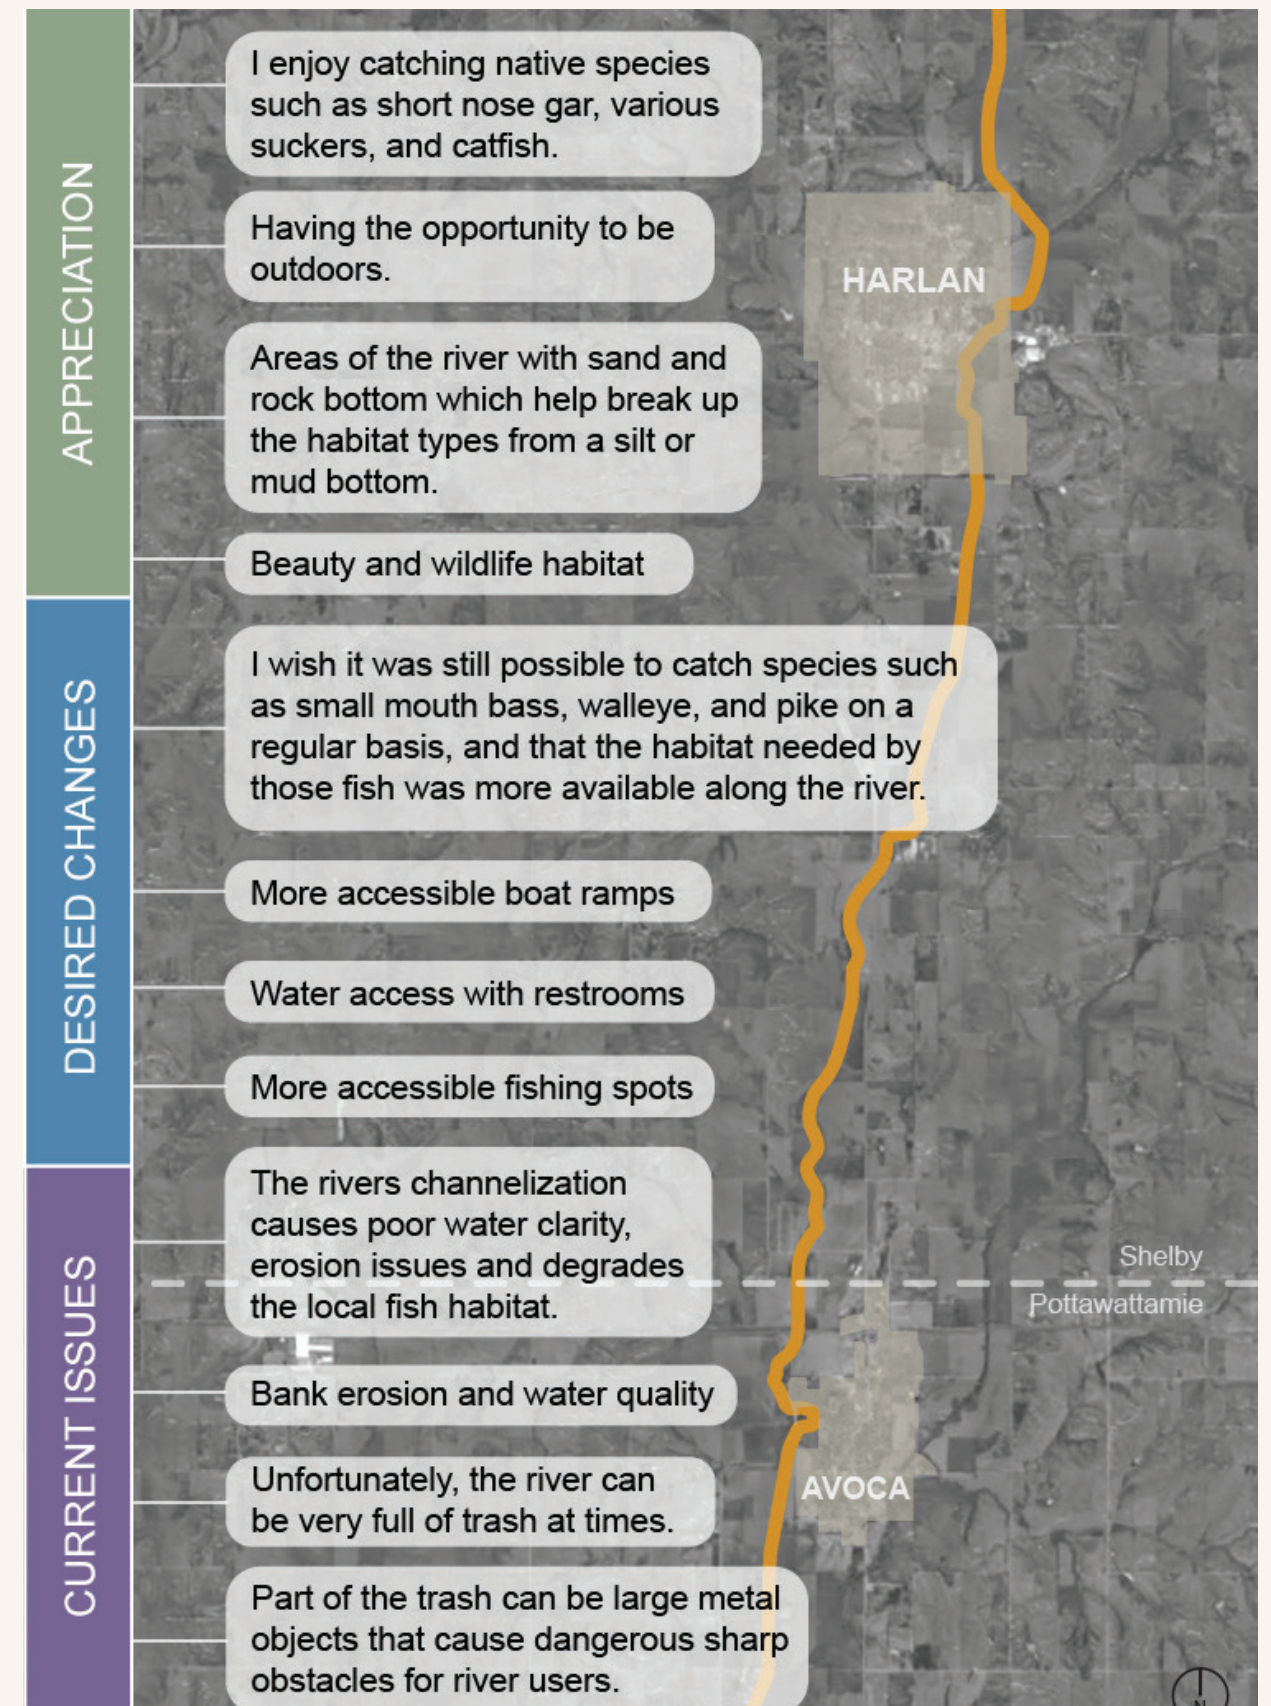 APPRECIATION
I enjoy catching native species
such as short nose gar, various
suckers, and catfish.
Having the opportunity to be
outdoors.
Areas of the river with sand and
rock bottom which help break up
the habitat types from a silt or
mud bottom.
Beauty and wildlife habitat
DESIRED CHANGES
I wish it was still possible to catch species such
as small mouth bass, walleye, and pike on a
regular basis, and that the habitat needed by
those fish was more available along the river.
More accessible boat ramps
Water access with restrooms
More accessible fishing spots
CURRENT ISSUES
The rivers channelization
causes poor water clarity,
erosion issues and degrades
the local fish habitat.
Bank erosion and water quality
Unfortunately, the river can
be very full of trash at times.
Part of the trash can be large metal
objects that cause dangerous sharp
obstacles for river users.
HARLAN
Shelby
Pottawattamie
AVOCA
N